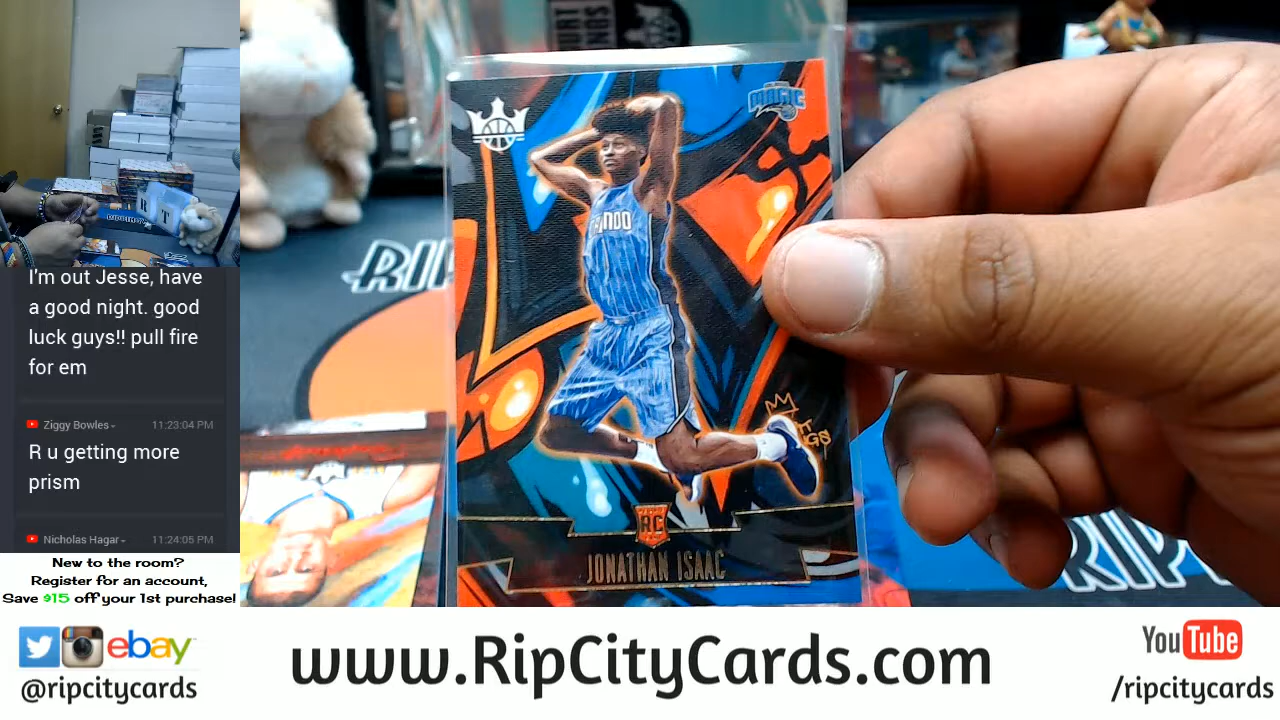 I'm out Jesse, have
a good night. good
luck guys!! pull fire
for em
Ziggy Bowles
11:23:04 PM
R u getting more
prism
Nicholas Hagar
11:24:05 PM
New to the room?
Register for an account,
Save $15 off your 1st purchase!
MAGIC
RC
JONATHAN ISAAC
ebay
@ripcitycards
www.RipCityCards.com
YouTube
/ripcitycards